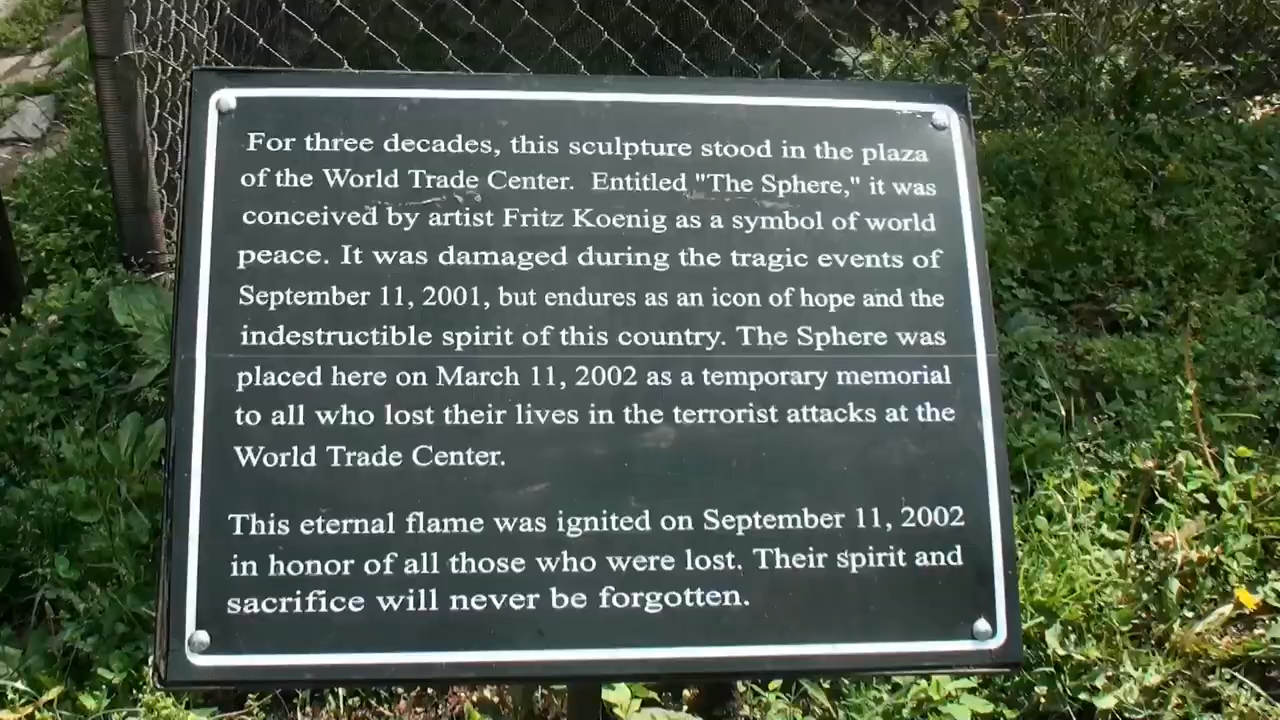 For three decades, this sculpture stood in the plaza
of the World Trade Center. Entitled "The Sphere," it was
conceived by artist Fritz Koenig as a symbol of world
peace. It was damaged during the tragic events of
September 11, 2001, but endures as an icon of hope and the
indestructible spirit of this country. The Sphere was
placed here on March 11, 2002 as a temporary memorial
to all who lost their lives in the terrorist attacks at the
World Trade Center.
This eternal flame was ignited on September 11, 2002
in honor of all those who were lost. Their spirit and
sacrifice will never be forgotten.